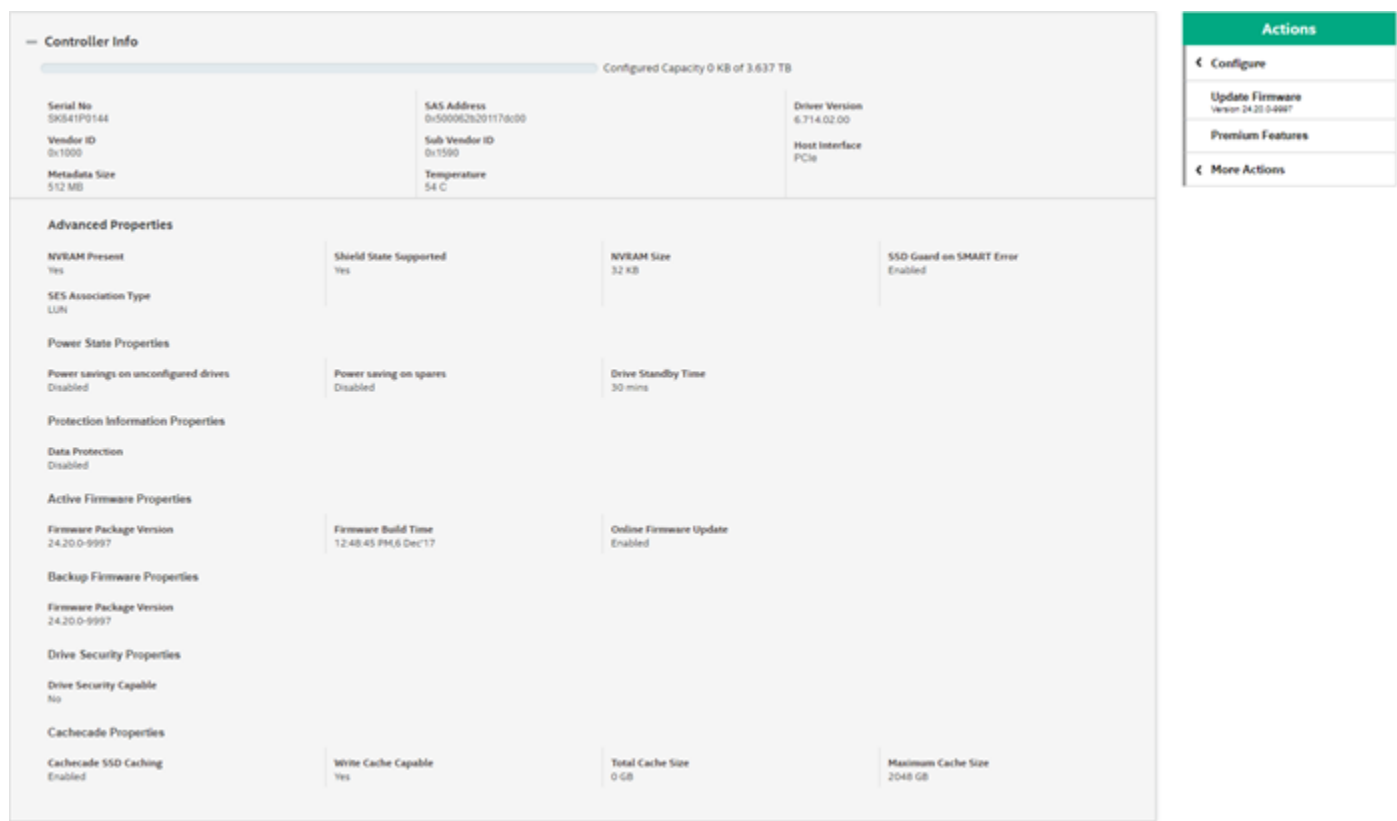 Controller Info
Configured Capacity 0 KB of 3.637 TB
Serial No
SK641P0144
Vendor ID
0x1000
Metadata Size
512 MB
SAS Address
0x500062b20117dc00
Sub Vendor ID
0x1590
Temperature
54 C
Driver Version
6.714.02.00
Host Interface
PCIe
Advanced Properties
NVRAM Present
Yes
Shield State Supported
Yes
NVRAM Size
32 KB
SSD Guard on SMART Error
Enabled
SES Association Type
LUN
Power State Properties
Power savings on unconfigured drives
Disabled
Power saving on spares
Disabled
Drive Standby Time
30 mins
Protection Information Properties
Data Protection
Disabled
Active Firmware Properties
Firmware Package Version
24.20.0-9997
Firmware Build Time
12:48:45 PM,6 Dec'17
Online Firmware Update
Enabled
Backup Firmware Properties
Firmware Package Version
24.20.0-9997
Drive Security Properties
Drive Security Capable
No
Cachecade Properties
Cachecade SSD Caching
Enabled
Write Cache Capable
Yes
Total Cache Size
0 GB
Maximum Cache Size
2048 GB
Actions
Configure
Update Firmware
Version 24.20.0-9997
Premium Features
More Actions